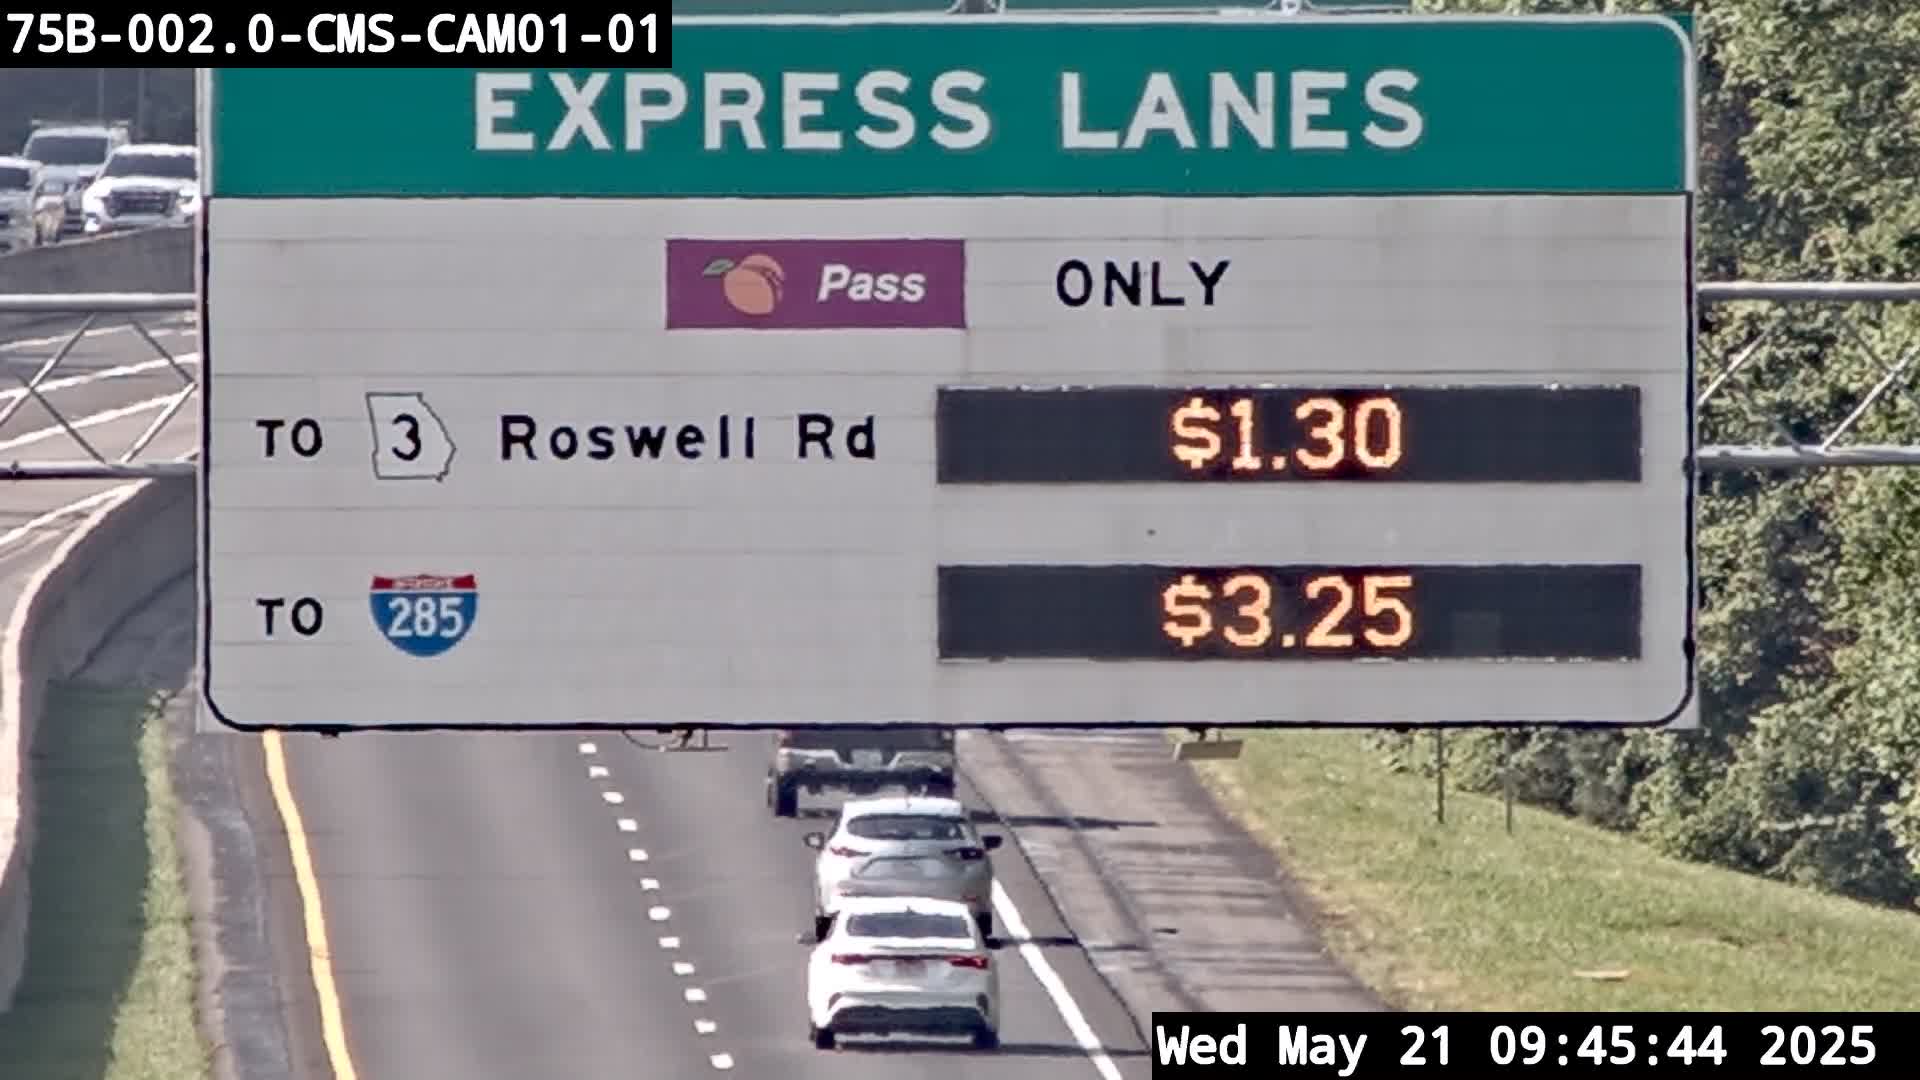 75B-002.0-CMS-CAM01-01
EXPRESS LANES
Pass ONLY
TO 3 Roswell Rd $1.30
TO INTERSTATE 285 $3.25
Wed May 21 09:45:44 2025